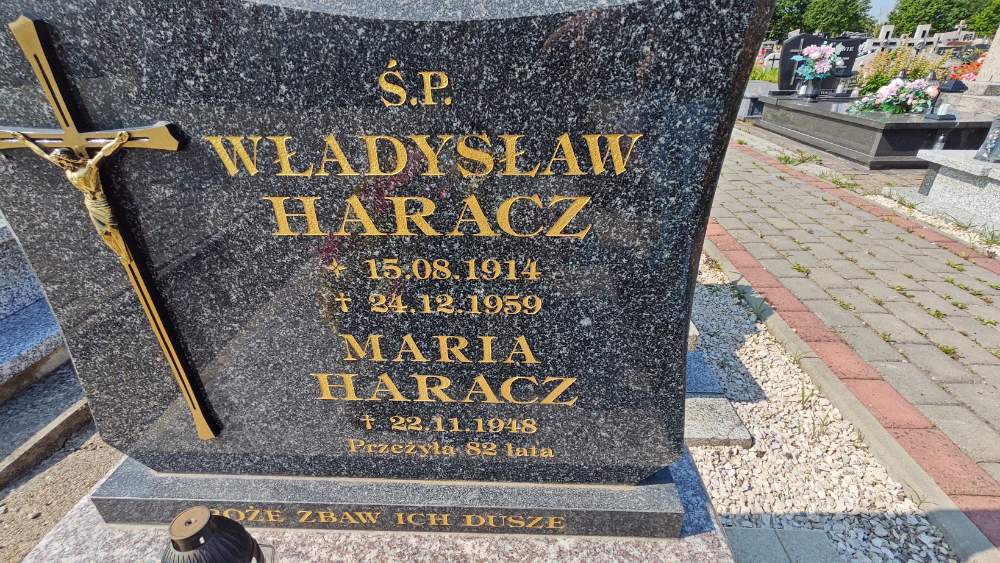 Ś.P.
WŁADYSŁAW
HARACZ
15.08.1914
✝ 24.12.1959
MARIA
HARACZ
✝ 22.11.1948
Przeżyła 82 lata
BOŻE ZBAW ICH DUSZE